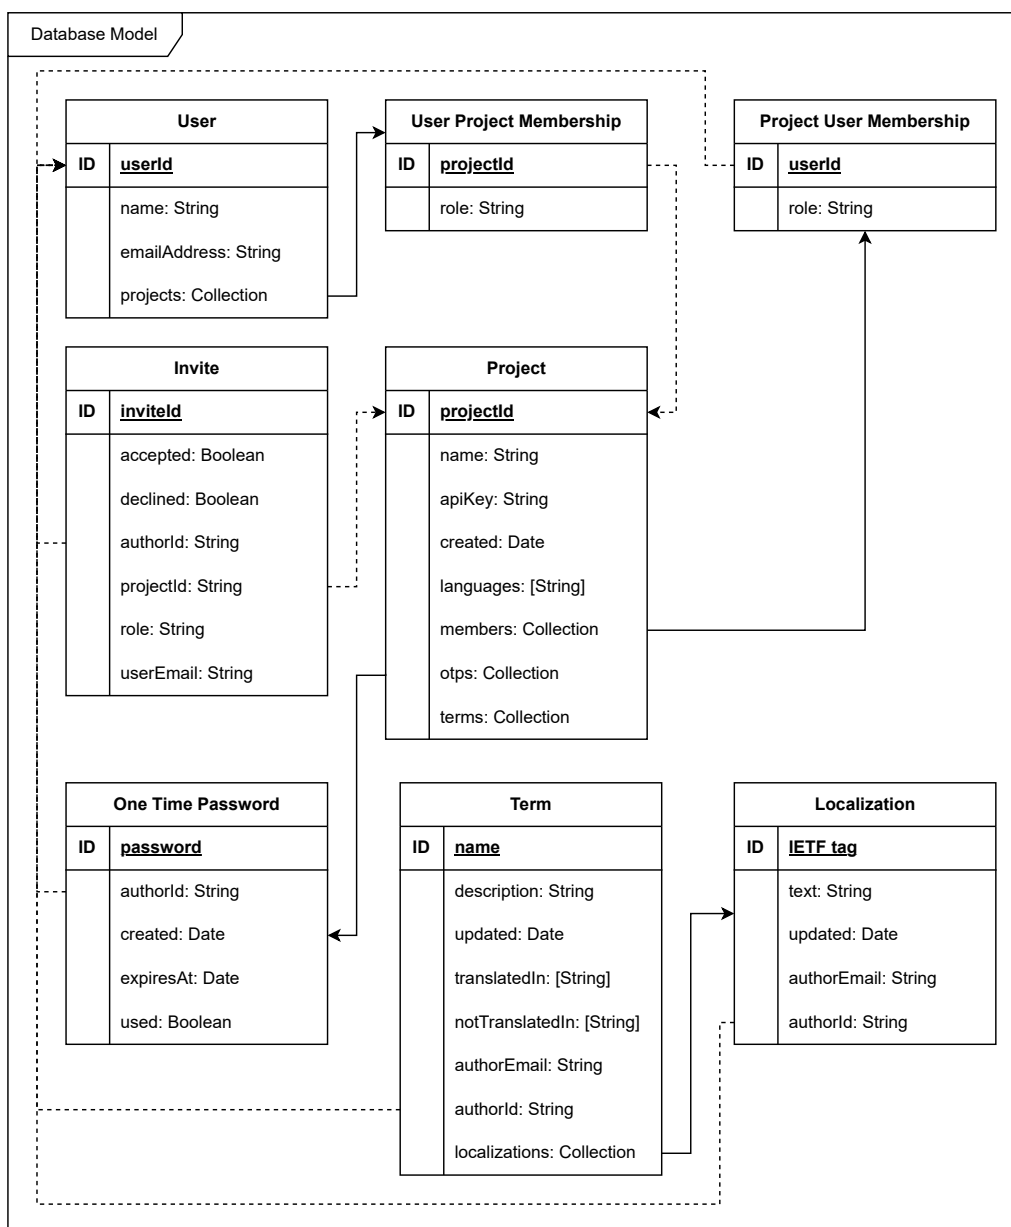 Database Model
User
ID userId
name: String
emailAddress: String
projects: Collection
User Project Membership
ID projectId
role: String
Project User Membership
ID userId
role: String
Invite
ID inviteId
accepted: Boolean
declined: Boolean
authorId: String
projectId: String
role: String
userEmail: String
Project
ID projectId
name: String
apiKey: String
created: Date
languages: [String]
members: Collection
otps: Collection
terms: Collection
One Time Password
ID password
authorId: String
created: Date
expiresAt: Date
used: Boolean
Term
ID name
description: String
updated: Date
translatedIn: [String]
notTranslatedIn: [String]
authorEmail: String
authorId: String
localizations: Collection
Localization
ID IETF tag
text: String
updated: Date
authorEmail: String
authorId: String